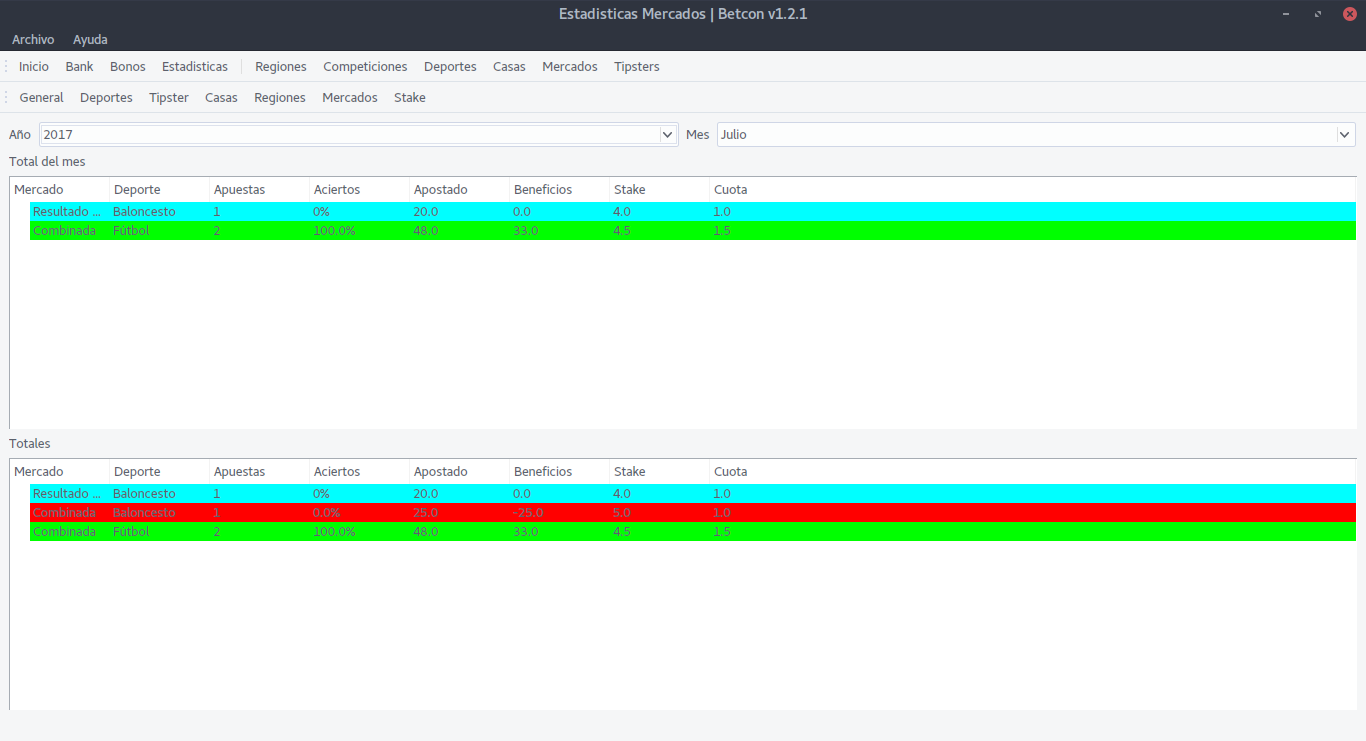 Estadisticas Mercados | Betcon v1.2.1
Archivo Ayuda
Inicio Bank Bonos Estadisticas Regiones Competiciones Deportes Casas Mercados Tipsters
General Deportes Tipster Casas Regiones Mercados Stake
Año 2017 Mes Julio
Total del mes
Mercado Deporte Apuestas Aciertos Apostado Beneficios Stake Cuota
Resultado ... Baloncesto 1 0% 20.0 0.0 4.0 1.0
Combinada Fútbol 2 100.0% 48.0 33.0 4.5 1.5
Totales
Mercado Deporte Apuestas Aciertos Apostado Beneficios Stake Cuota
Resultado ... Baloncesto 1 0% 20.0 0.0 4.0 1.0
Combinada Baloncesto 1 0.0% 25.0 -25.0 5.0 1.0
Combinada Fútbol 2 100.0% 48.0 33.0 4.5 1.5